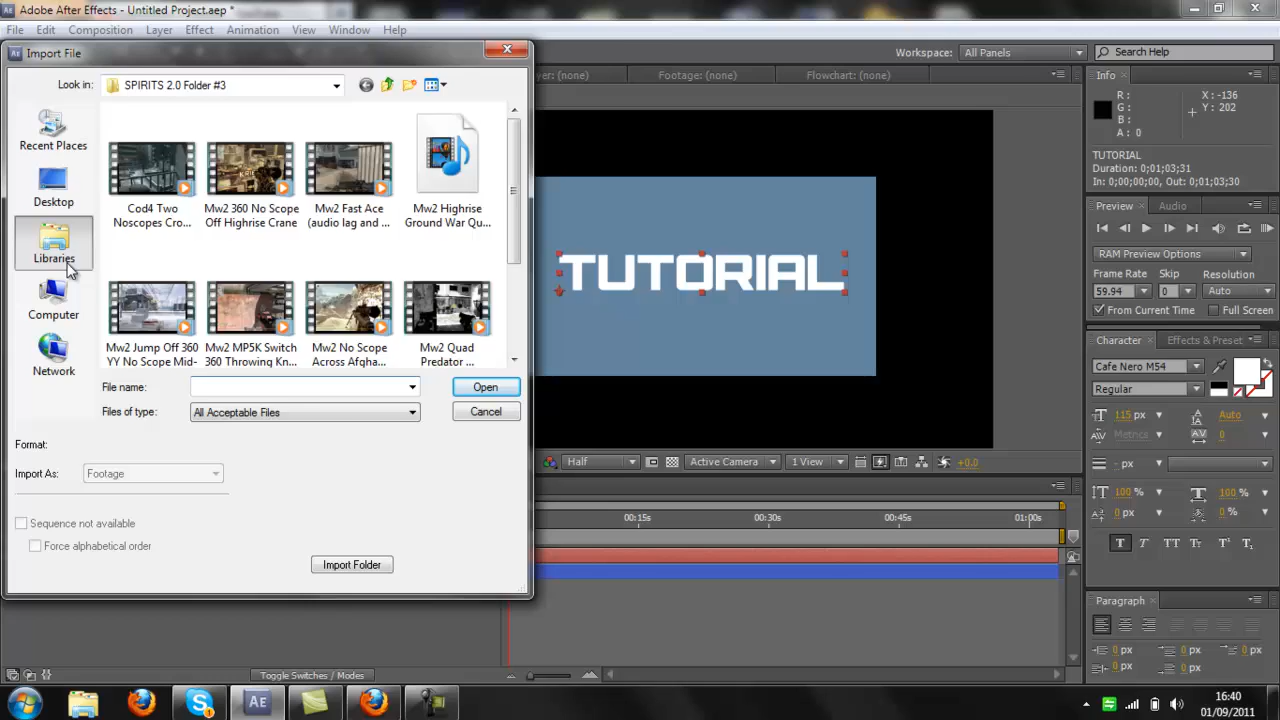 Adobe After Effects - Untitled Project.aep *
File Edit Composition Layer Effect Animation View Window Help
Import File
Workspace: All Panels
Search Help
Look in: SPIRITS 2.0 Folder #3
Layer: (none)
Footage: (none)
Flowchart: (none)
Info
R :
G :
B :
A : 0
X : -136
Y : 202
TUTORIAL
Duration: 0;01;03;31
In: 0;00;00;00, Out: 0;01;03;30
Recent Places
Desktop
Libraries
Computer
Network
Cod4 Two
Noscopes Cro...
Mw2 360 No Scope
Off Highrise Crane
Mw2 Fast Ace
(audio lag and ...
Mw2 Highrise
Ground War Qu...
Mw2 Jump Off 360
YY No Scope Mid-
Mw2 MP5K Switch
360 Throwing Kn...
Mw2 No Scope
Across Afgha...
Mw2 Quad
Predator ...
File name:
Open
Files of type: All Acceptable Files
Cancel
Format:
Import As: Footage
Sequence not available
Force alphabetical order
Import Folder
TUTORIAL
Preview
Audio
RAM Preview Options
Frame Rate Skip Resolution
59.94 0 Auto
From Current Time Full Screen
Character
Effects & Preset
Cafe Nero M54
Regular
115 px
Auto
Metrics
0
- px
100 %
100 %
0 px
0 %
T T TT Tr T¹ T₁
Half
Active Camera
1 View
+0.0
00:15s 00:30s 00:45s 01:00s
Paragraph
0 px 0 px 0 px
0 px 0 px
Toggle Switches / Modes
Ae
16:40
01/09/2011